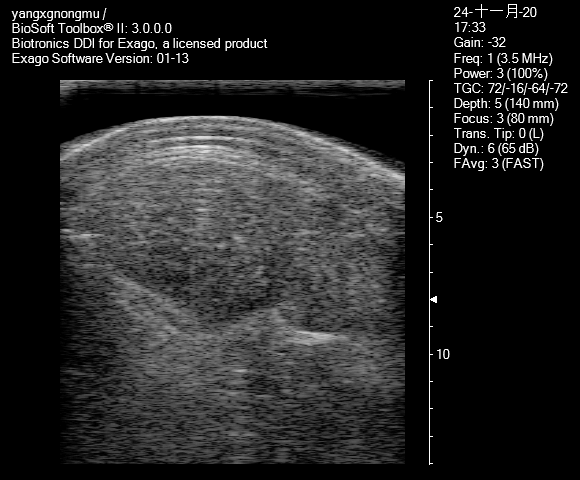 yangxgnongmu /
BioSoft Toolbox® II: 3.0.0.0
Biotronics DDI for Exago, a licensed product
Exago Software Version: 01-13
24-十一月-20
17:33
Gain: -32
Freq: 1 (3.5 MHz)
Power: 3 (100%)
TGC: 72/-16/-64/-72
Depth: 5 (140 mm)
Focus: 3 (80 mm)
Trans. Tip: 0 (L)
Dyn.: 6 (65 dB)
FAvg: 3 (FAST)
5
10